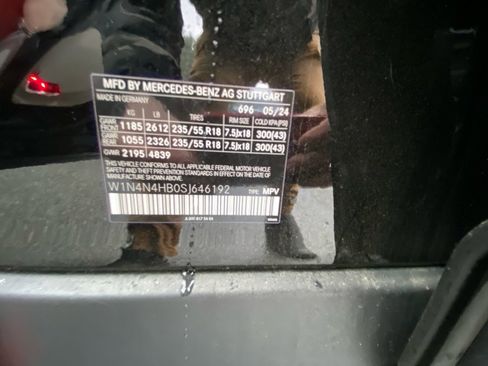 MFD BY MERCEDES-BENZ AG STUTTGART
MADE IN GERMANY 696 05/24
KG LB TIRES RIM SIZE COLD KPA(PSI)
GAWR FRONT 1185 2612 235/55 R18 7.5Jx18 300(43)
GAWR REAR 1055 2326 235/55 R18 7.5Jx18 300(43)
GVWR 2195 4839
THIS VEHICLE CONFORMS TO ALL APPLICABLE FEDERAL MOTOR VEHICLE
SAFETY STANDARDS IN EFFECT ON THE DATE OF MANUFACTURE
SHOWN ABOVE.
W1N4N4HB0SJ646192 TYPE: MPV